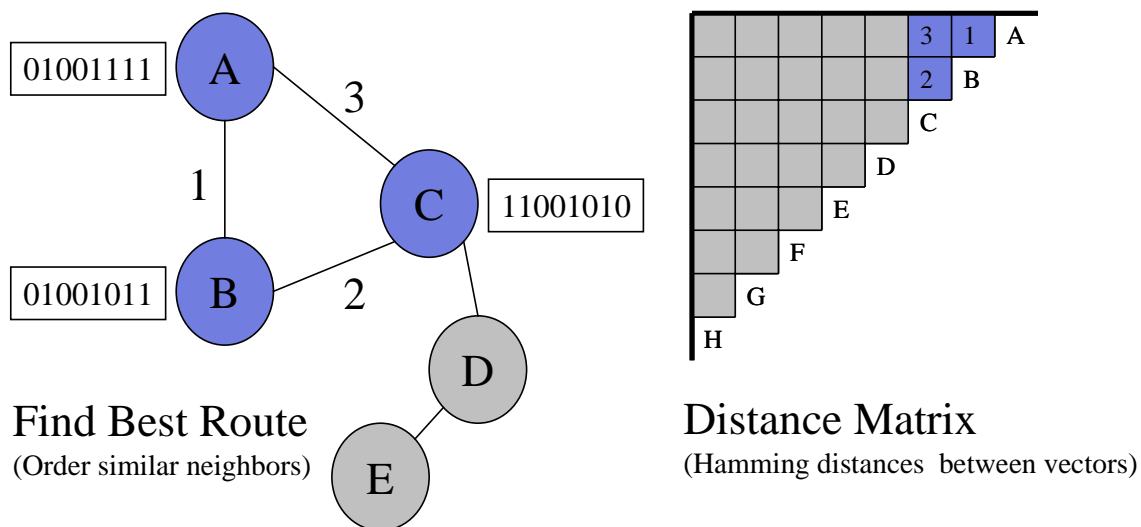 01001111
A
3
1
C
11001010
01001011
B
2
D
E
Find Best Route
(Order similar neighbors)
3 1 A
2 B
C
D
E
F
G
H
Distance Matrix
(Hamming distances between vectors)